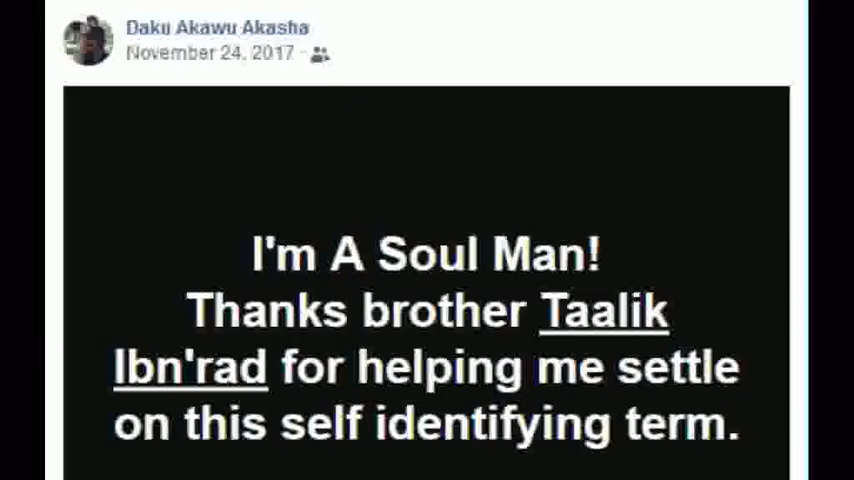 Daku Akawu Akasha
November 24, 2017 ·
I'm A Soul Man!
Thanks brother Taalik
Ibn'rad for helping me settle
on this self identifying term.